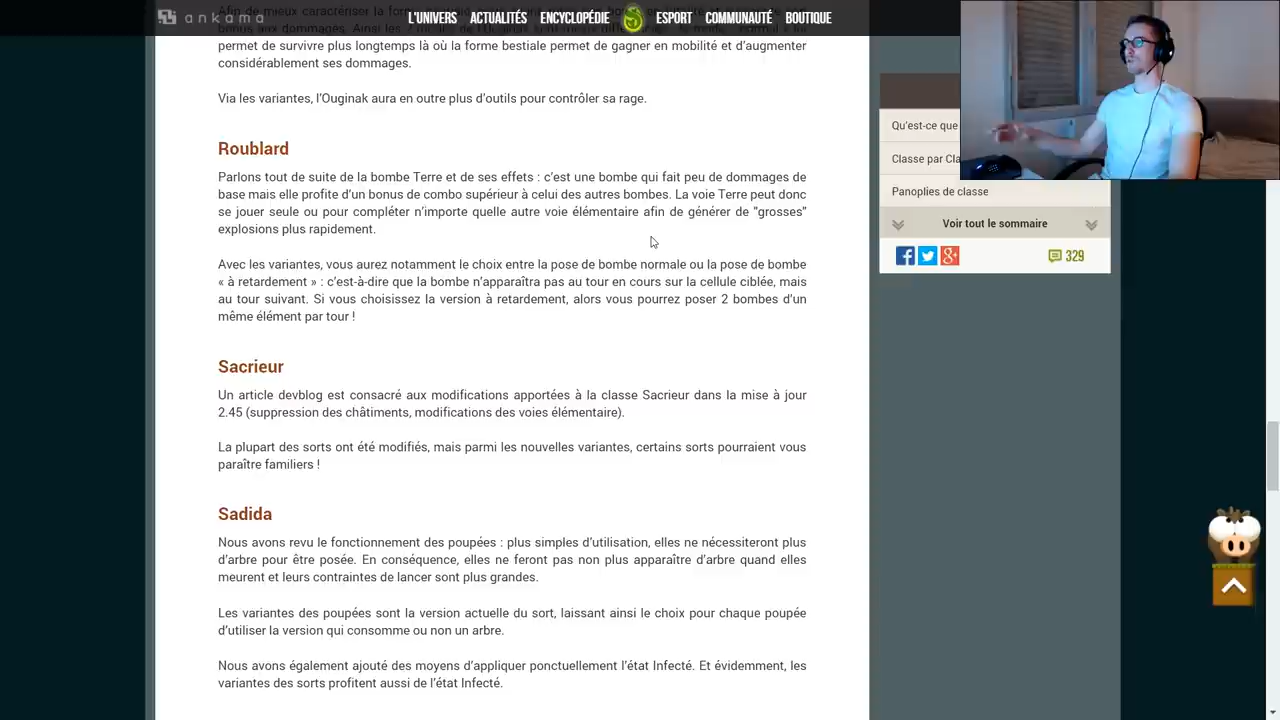 ankama
L'UNIVERS ACTUALITÉS ENCYCLOPÉDIE ESPORT COMMUNAUTÉ BOUTIQUE
permet de survivre plus longtemps là où la forme bestiale permet de gagner en mobilité et d'augmenter
considérablement ses dommages.
Via les variantes, l'Ouginak aura en outre plus d'outils pour contrôler sa rage.
Roublard
Parlons tout de suite de la bombe Terre et de ses effets : c'est une bombe qui fait peu de dommages de
base mais elle profite d'un bonus de combo supérieur à celui des autres bombes. La voie Terre peut donc
se jouer seule ou pour compléter n'importe quelle autre voie élémentaire afin de générer de "grosses"
explosions plus rapidement.
Avec les variantes, vous aurez notamment le choix entre la pose de bombe normale ou la pose de bombe
« à retardement » : c'est-à-dire que la bombe n'apparaîtra pas au tour en cours sur la cellule ciblée, mais
au tour suivant. Si vous choisissez la version à retardement, alors vous pourrez poser 2 bombes d'un
même élément par tour !
Sacrieur
Un article devblog est consacré aux modifications apportées à la classe Sacrieur dans la mise à jour
2.45 (suppression des châtiments, modifications des voies élémentaire).
La plupart des sorts ont été modifiés, mais parmi les nouvelles variantes, certains sorts pourraient vous
paraître familiers !
Sadida
Nous avons revu le fonctionnement des poupées : plus simples d'utilisation, elles ne nécessiteront plus
d'arbre pour être posée. En conséquence, elles ne feront pas non plus apparaître d'arbre quand elles
meurent et leurs contraintes de lancer sont plus grandes.
Les variantes des poupées sont la version actuelle du sort, laissant ainsi le choix pour chaque poupée
d'utiliser la version qui consomme ou non un arbre.
Nous avons également ajouté des moyens d'appliquer ponctuellement l'état Infecté. Et évidemment, les
variantes des sorts profitent aussi de l'état Infecté.
Qu'est-ce que
Classe par Cla
Panoplies de classe
Voir tout le sommaire
329